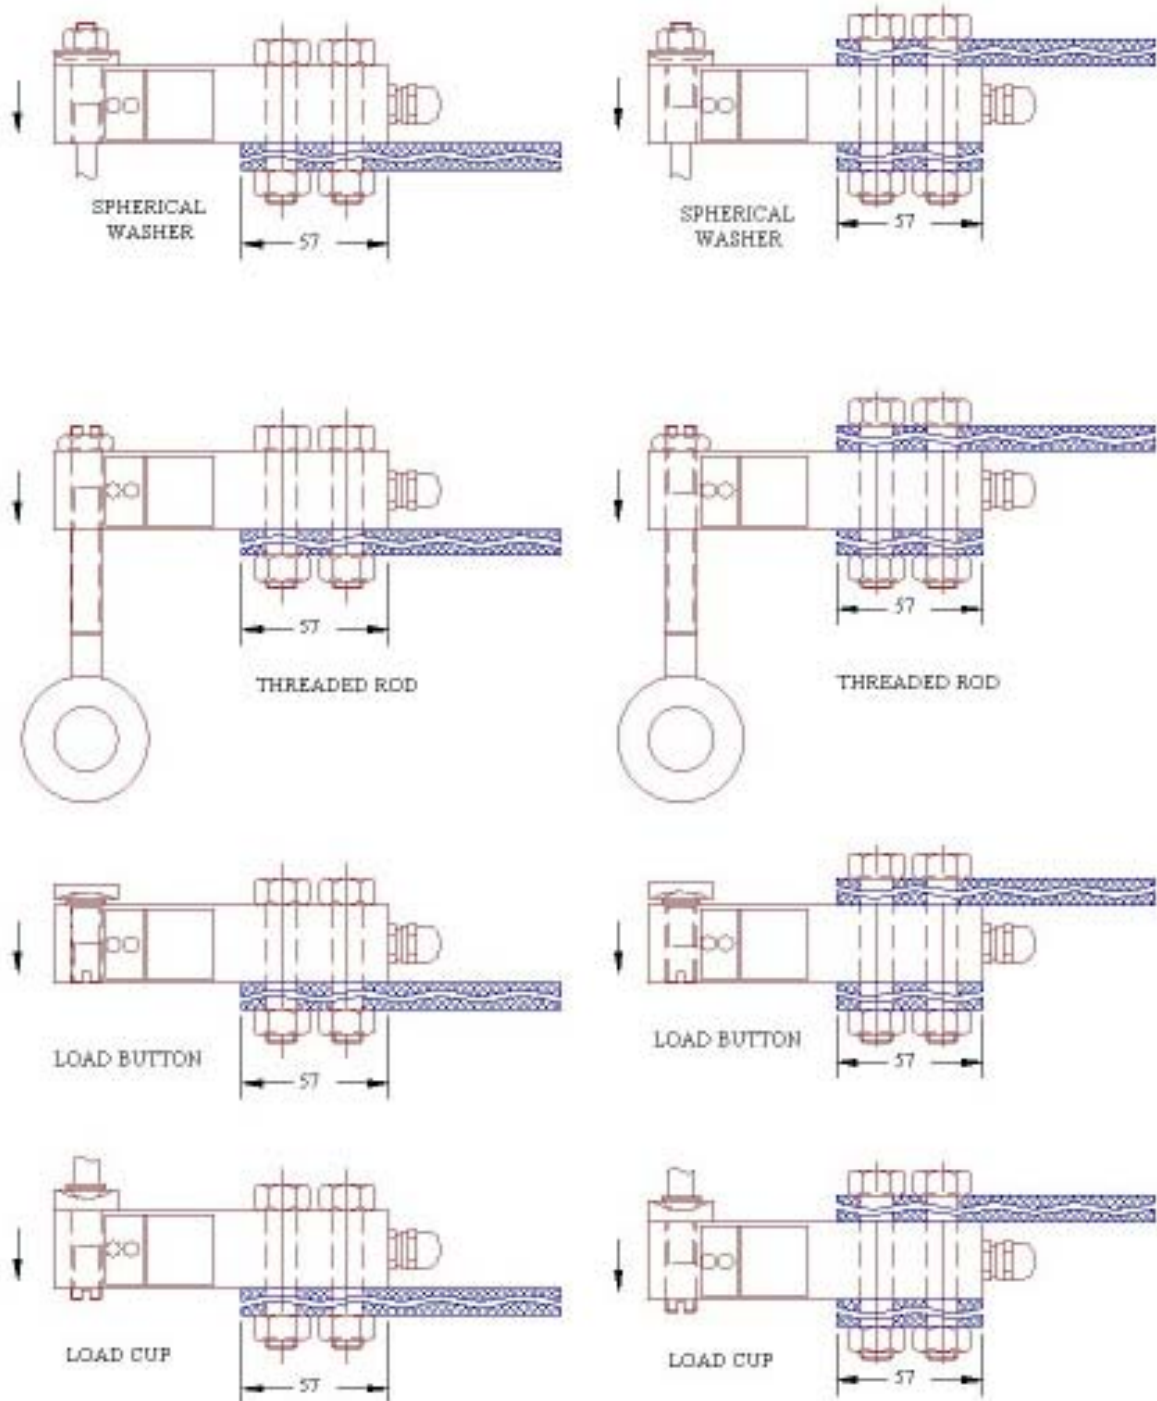 SPHERICAL
WASHER
57
SPHERICAL
WASHER
57
57
THREADED ROD
57
THREADED ROD
LOAD BUTTON
57
LOAD BUTTON
57
LOAD CUP
57
LOAD CUP
57